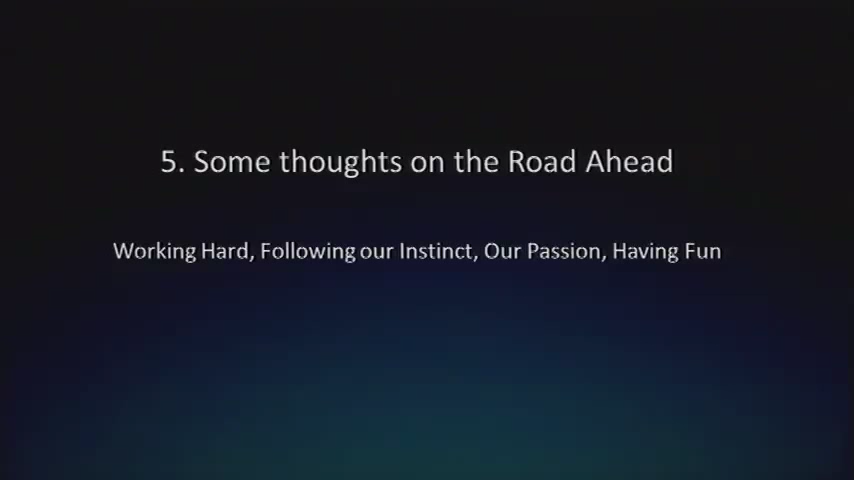 5. Some thoughts on the Road Ahead
Working Hard, Following our Instinct, Our Passion, Having Fun